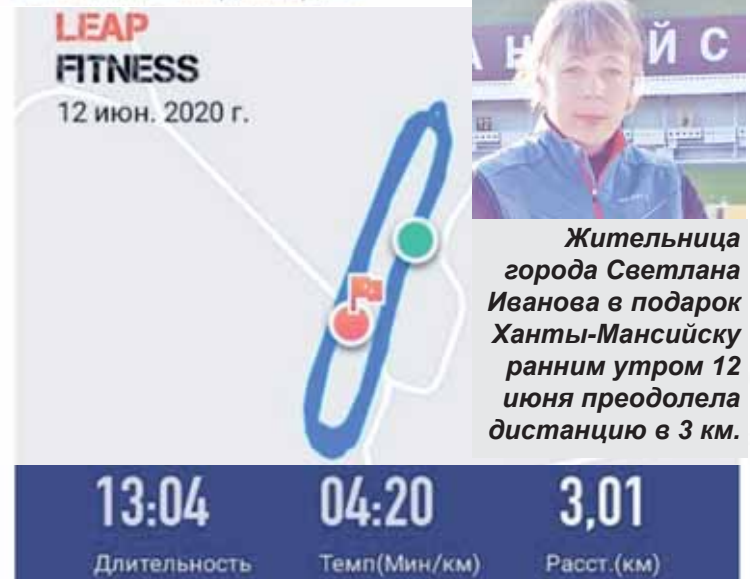 LEAP
FITNESS
12 июн. 2020 г.
А Н Й С
Жительница
города Светлана
Иванова в подарок
Ханты-Мансийску
ранним утром 12
июня преодолела
дистанцию в 3 км.
13:04 04:20 3,01
Длительность Темп(Мин/км) Расст.(км)